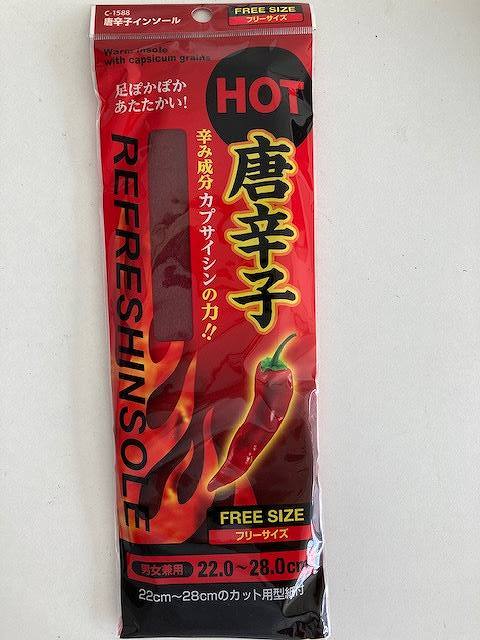 C-1588
唐辛子インソール
FREE SIZE
フリーサイズ
Warm insole
with capsicum grains
足ぽかぽか
あたたかい!
HOT
唐辛子
辛み成分カプサイシンの力!!
REFRESHINSOLE
FREE SIZE
フリーサイズ
男女兼用 22.0~28.0cm
22cm~28cmのカット用型紙付